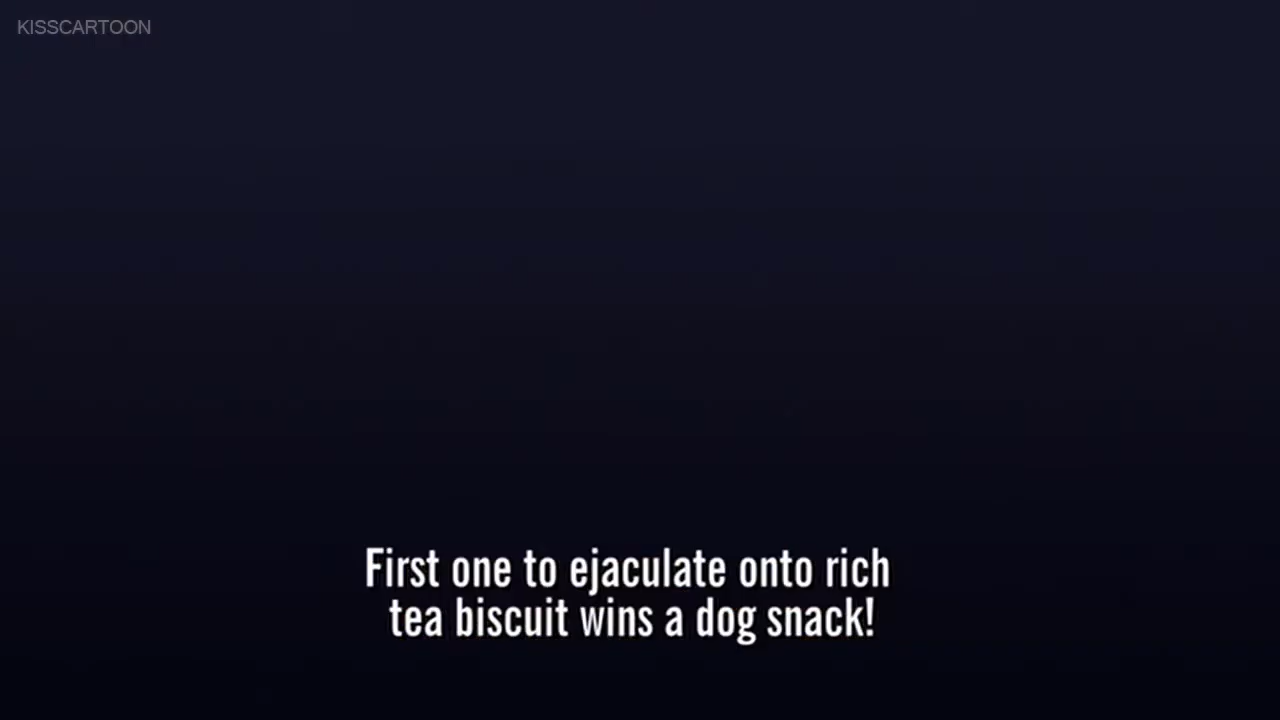 KISSCARTOON
First one to ejaculate onto rich
tea biscuit wins a dog snack!